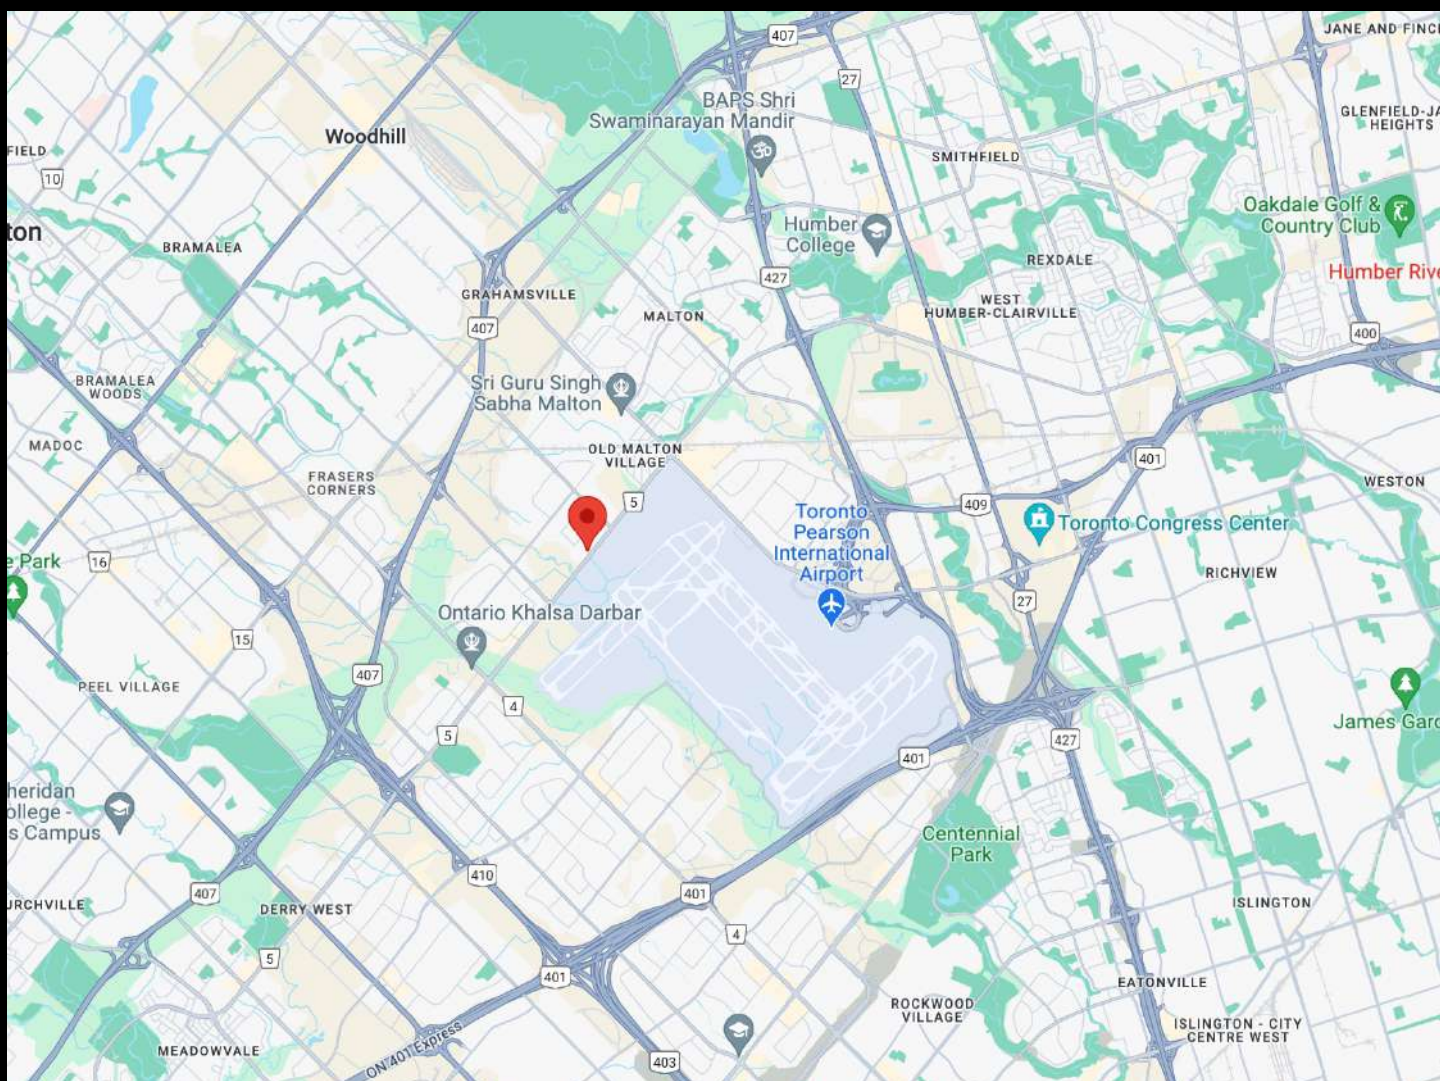 407
JANE AND FINC
27
BAPS Shri
Swaminarayan Mandir
GLENFIELD-JA
HEIGHTS
Woodhill
FIELD
10
SMITHFIELD
Oakdale Golf &
Country Club
ton
BRAMALEA
Humber
College
REXDALE
Humber Rive
427
GRAHAMSVILLE
WEST
HUMBER-CLAIRVILLE
MALTON
407
400
BRAMALEA
WOODS
Sri Guru Singh
Sabha Malton
MADOC
OLD MALTON
VILLAGE
401
FRASERS
CORNERS
WESTON
5
409
Toronto
Pearson
International
Airport
Toronto Congress Center
e Park
16
RICHVIEW
27
Ontario Khalsa Darbar
15
407
PEEL VILLAGE
4
James Gard
5
427
401
heridan
ollege -
s Campus
Centennial
Park
410
407
401
URCHVILLE
DERRY WEST
ISLINGTON
4
5
401
EATONVILLE
ROCKWOOD
VILLAGE
ISLINGTON - CITY
CENTRE WEST
MEADOWVALE
ON 401 Express
403